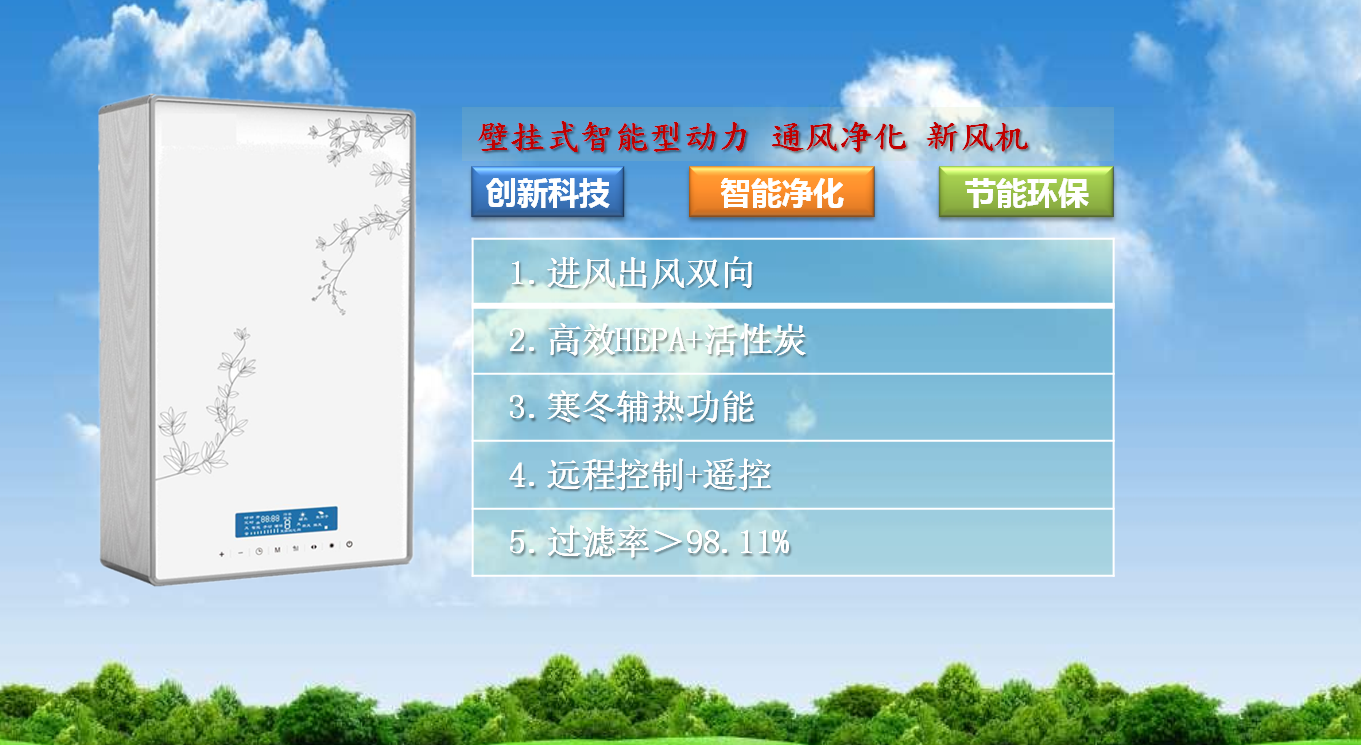 壁挂式智能型动力 通风净化 新风机
创新科技 智能净化 节能环保
1.进风出风双向
2.高效HEPA+活性炭
3.寒冬辅热功能
4.远程控制+遥控
5.过滤率＞98.11%